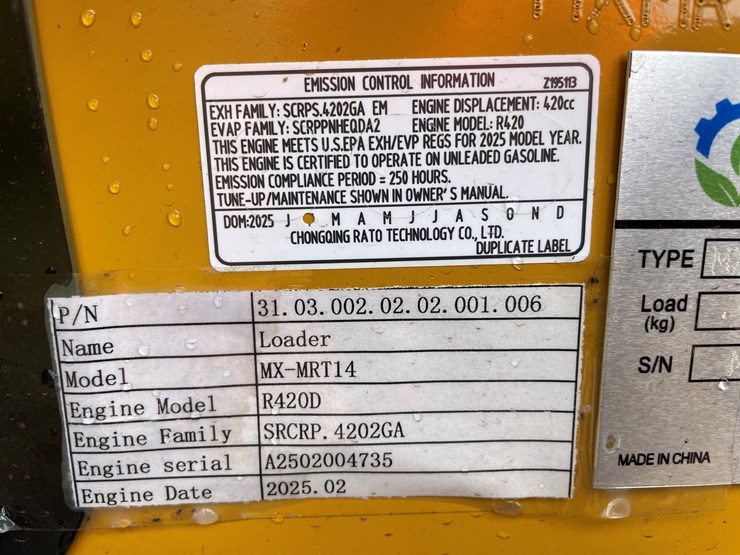 EMISSION CONTROL INFORMATION Z195113
EXH FAMILY: SCRPS.4202GA EM ENGINE DISPLACEMENT: 420cc
EVAP FAMILY: SCRPPNHEQDA2 ENGINE MODEL: R420
THIS ENGINE MEETS U.S.EPA EXH/EVP REGS FOR 2025 MODEL YEAR.
THIS ENGINE IS CERTIFIED TO OPERATE ON UNLEADED GASOLINE.
EMISSION COMPLIANCE PERIOD = 250 HOURS.
TUNE-UP/MAINTENANCE SHOWN IN OWNER'S MANUAL.
DOM:2025 J M A M J J A S O N D
CHONGQING RATO TECHNOLOGY CO., LTD.
DUPLICATE LABEL
P/N 31.03.002.02.02.001.006
Name Loader
Model MX-MRT14
Engine Model R420D
Engine Family SRCRP.4202GA
Engine serial A2502004735
Engine Date 2025.02
TYPE
Load
(kg)
S/N
MADE IN CHINA